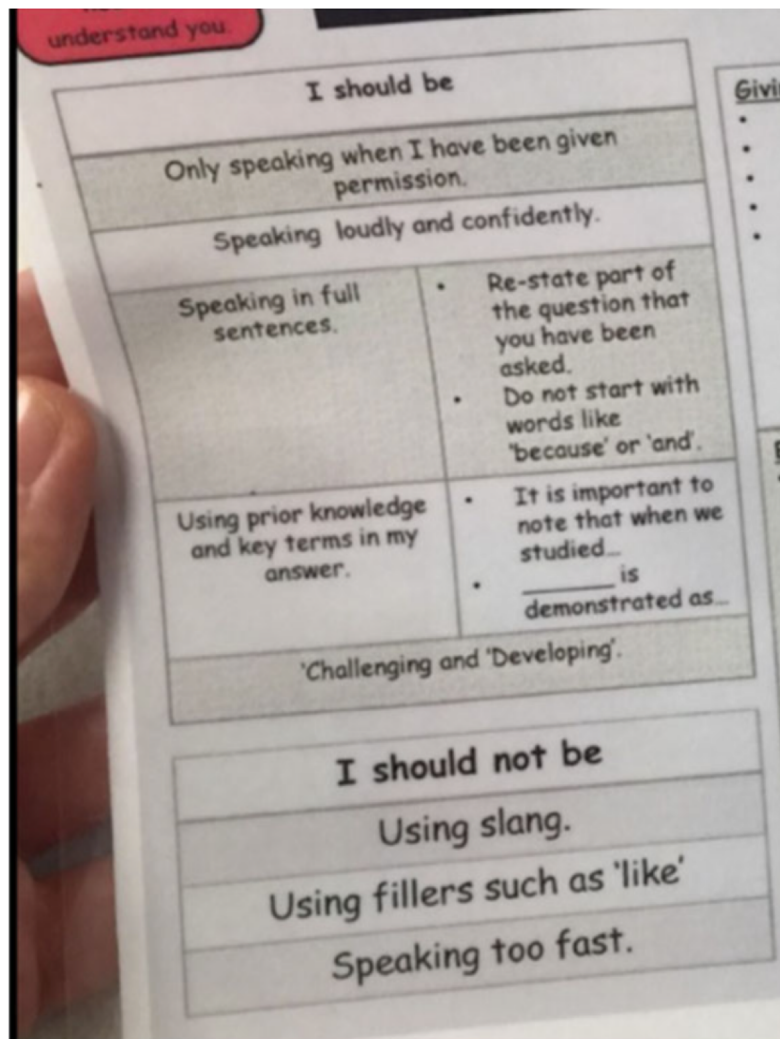 understand you.
I should be
Only speaking when I have been given
permission.
Speaking loudly and confidently.
Speaking in full
sentences.
• Re-state part of
the question that
you have been
asked.
• Do not start with
words like
'because' or 'and'.
Using prior knowledge
and key terms in my
answer.
• It is important to
note that when we
studied...
• _______ is
demonstrated as...
'Challenging and 'Developing'.
I should not be
Using slang.
Using fillers such as 'like'
Speaking too fast.